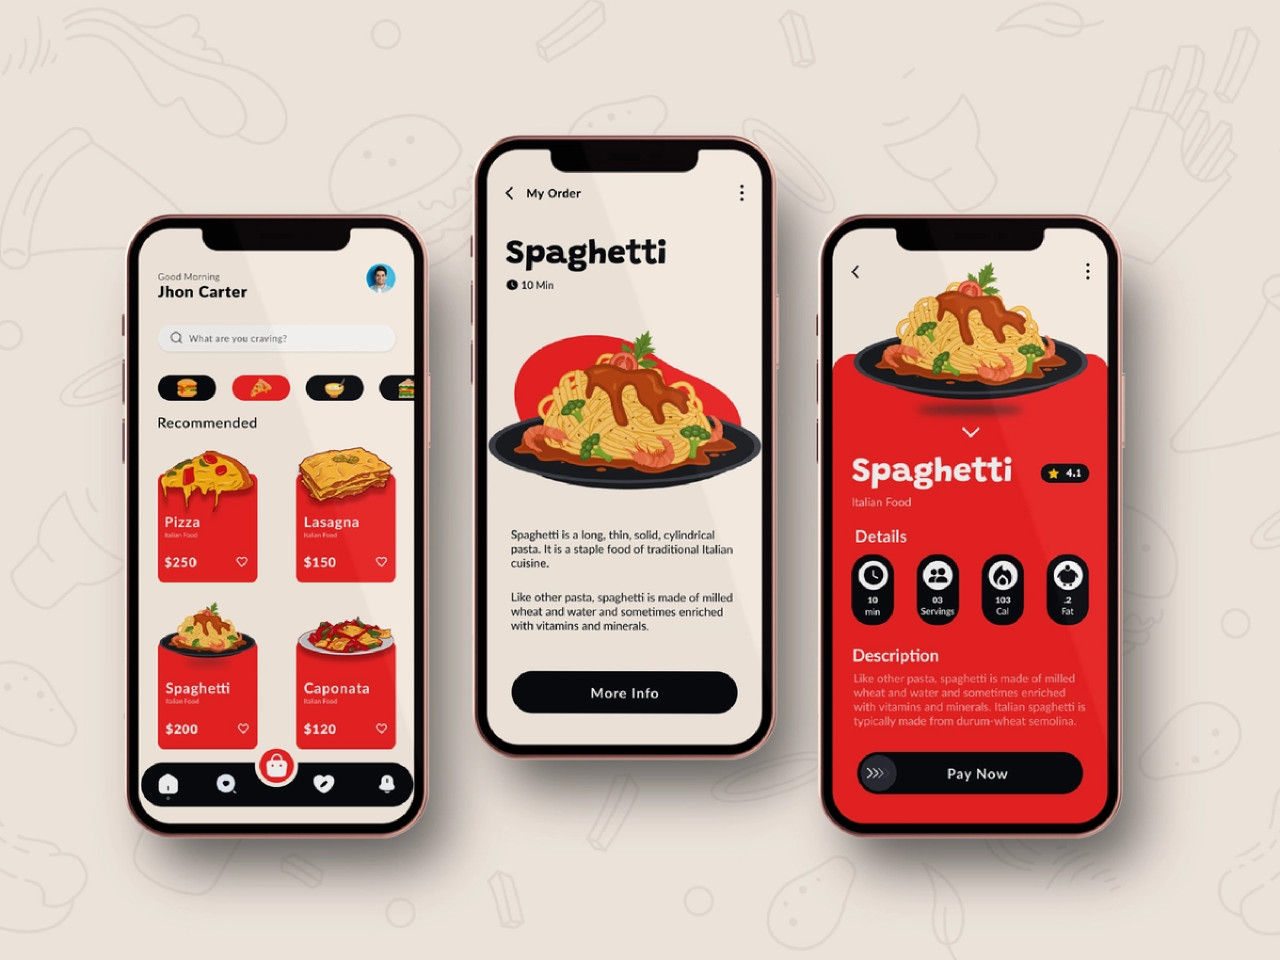 Good Morning
Jhon Carter
What are you craving?
Recommended
Pizza
Italian Food
$250
Lasagna
Italian Food
$150
Spaghetti
Italian Food
$200
Caponata
Italian Food
$120
My Order
Spaghetti
10 Min
Spaghetti is a long, thin, solid, cylindrical
pasta. It is a staple food of traditional Italian
cuisine.
Like other pasta, spaghetti is made of milled
wheat and water and sometimes enriched
with vitamins and minerals.
More Info
Spaghetti
4.1
Italian Food
Details
10
min
03
Servings
103
Cal
.2
Fat
Description
Like other pasta, spaghetti is made of milled
wheat and water and sometimes enriched
with vitamins and minerals. Italian spaghetti is
typically made from durum-wheat semolina.
Pay Now